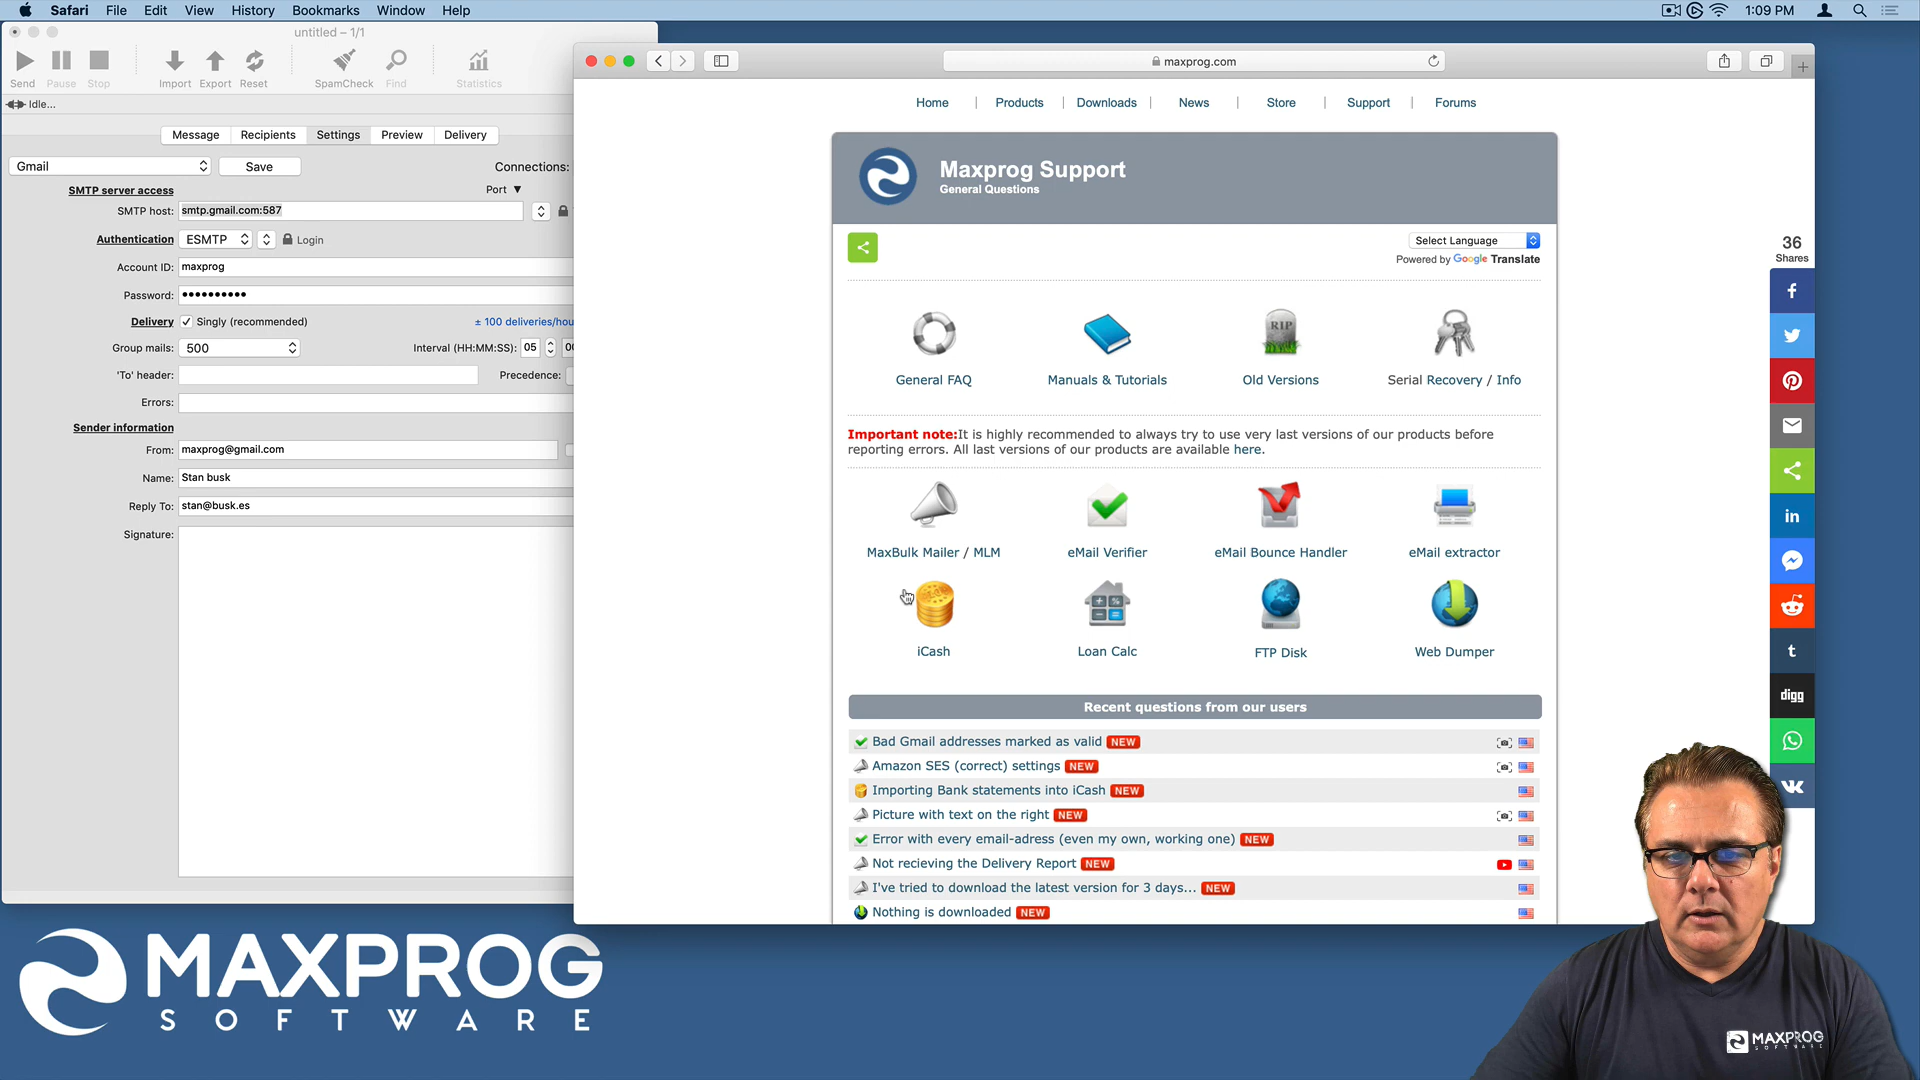 Safari File Edit View History Bookmarks Window Help
1:09 PM
untitled – 1/1
Send Pause Stop Import Export Reset SpamCheck Find Statistics
Idle...
Message Recipients Settings Preview Delivery
Gmail Save Connections:
SMTP server access Port ▼
SMTP host: smtp.gmail.com:587
Authentication ESMTP Login
Account ID: maxprog
Password: ••••••••••
Delivery Singly (recommended) ± 100 deliveries/hou
Group mails: 500 Interval (HH:MM:SS): 05
'To' header: Precedence:
Errors:
Sender information
From: maxprog@gmail.com
Name: Stan busk
Reply To: stan@busk.es
Signature:
maxprog.com
Home | Products | Downloads | News | Store | Support | Forums
Maxprog Support
General Questions
Select Language
Powered by Google Translate
General FAQ
Manuals & Tutorials
RIP
Old Versions
Serial Recovery / Info
Important note:It is highly recommended to always try to use very last versions of our products before
reporting errors. All last versions of our products are available here.
MaxBulk Mailer / MLM
eMail Verifier
eMail Bounce Handler
eMail extractor
iCash
Loan Calc
FTP Disk
Web Dumper
Recent questions from our users
Bad Gmail addresses marked as valid NEW
Amazon SES (correct) settings NEW
Importing Bank statements into iCash NEW
Picture with text on the right NEW
Error with every email-adress (even my own, working one) NEW
Not recieving the Delivery Report NEW
I've tried to download the latest version for 3 days... NEW
Nothing is downloaded NEW
36
Shares
f
in
t
digg
MAXPROG
SOFTWARE
MAXPROG
SOFTWARE